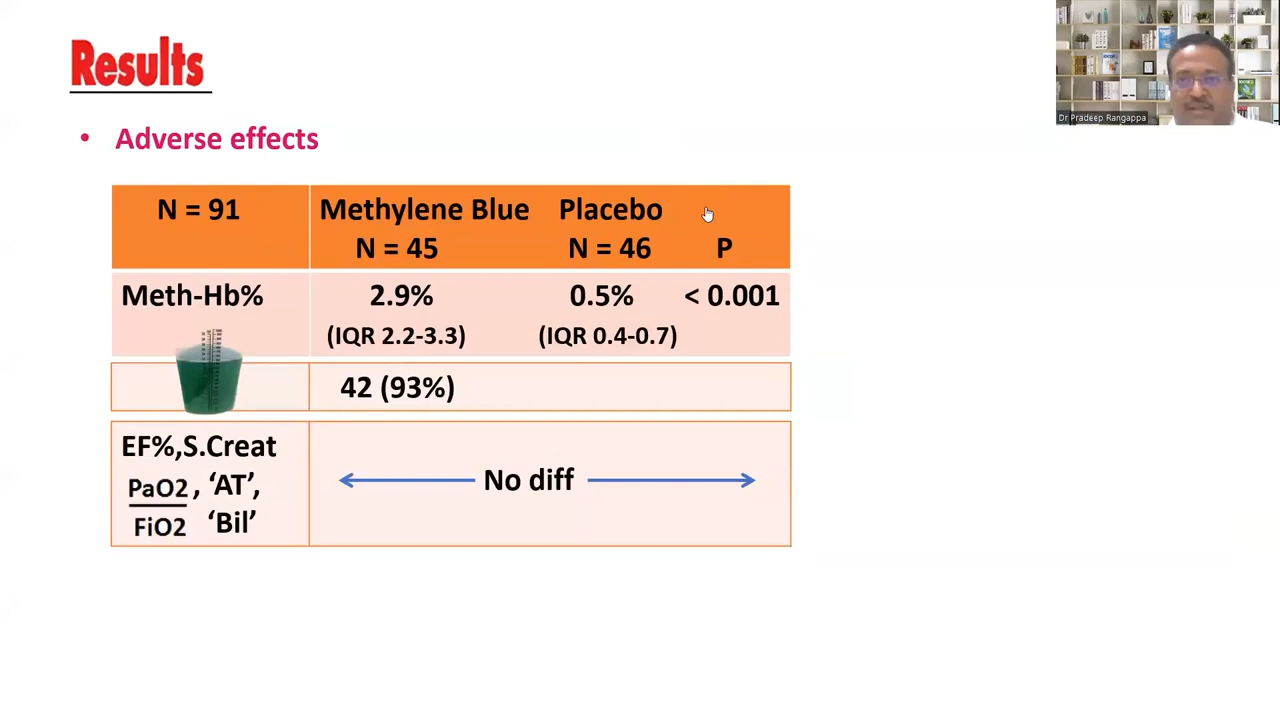 Results
Dr Pradeep Rangappa
• Adverse effects
N = 91 Methylene Blue Placebo
N = 45 N = 46 P
Meth-Hb% 2.9% 0.5% < 0.001
(IQR 2.2-3.3) (IQR 0.4-0.7)
42 (93%)
EF%,S.Creat
PaO2, ‘AT’,
No diff
FiO2 ‘Bil’